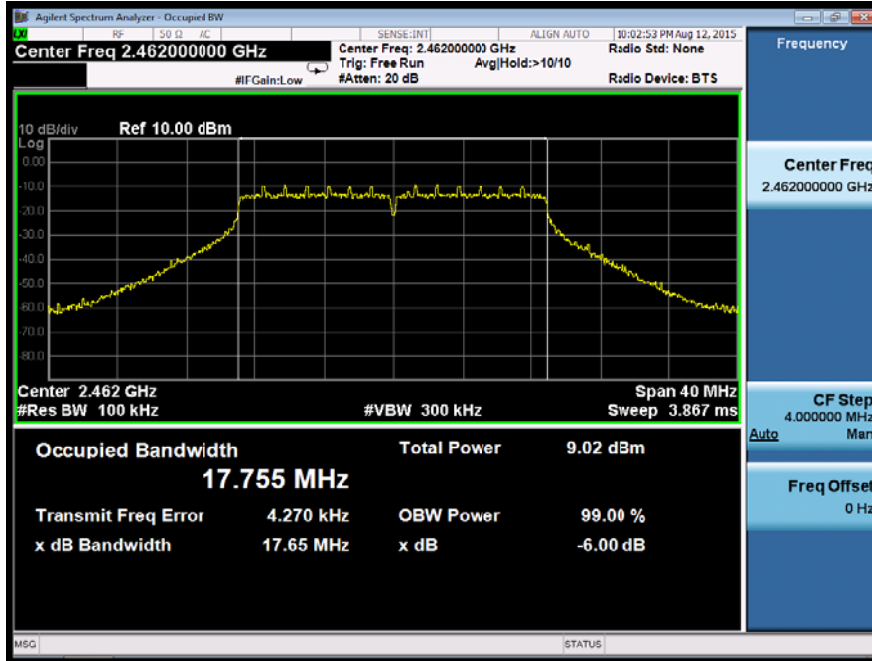 Agilent Spectrum Analyzer - Occupied BW
LXI RF 50 Ω AC SENSE:INT ALIGN AUTO 10:02:53 PM Aug 12, 2015
Center Freq 2.462000000 GHz
Center Freq: 2.462000000 GHz
Radio Std: None
Trig: Free Run Avg|Hold:>10/10
#IFGain:Low #Atten: 20 dB Radio Device: BTS
10 dB/div Ref 10.00 dBm
Log
0.00
-10.0
-20.0
-30.0
-40.0
-50.0
-60.0
-70.0
-80.0
Center 2.462 GHz Span 40 MHz
#Res BW 100 kHz #VBW 300 kHz Sweep 3.867 ms
Occupied Bandwidth Total Power 9.02 dBm
17.755 MHz
Transmit Freq Error 4.270 kHz OBW Power 99.00 %
x dB Bandwidth 17.65 MHz x dB -6.00 dB
MSG STATUS
Frequency
Center Freq
2.462000000 GHz
CF Step
4.000000 MHz
Auto Man
Freq Offset
0 Hz